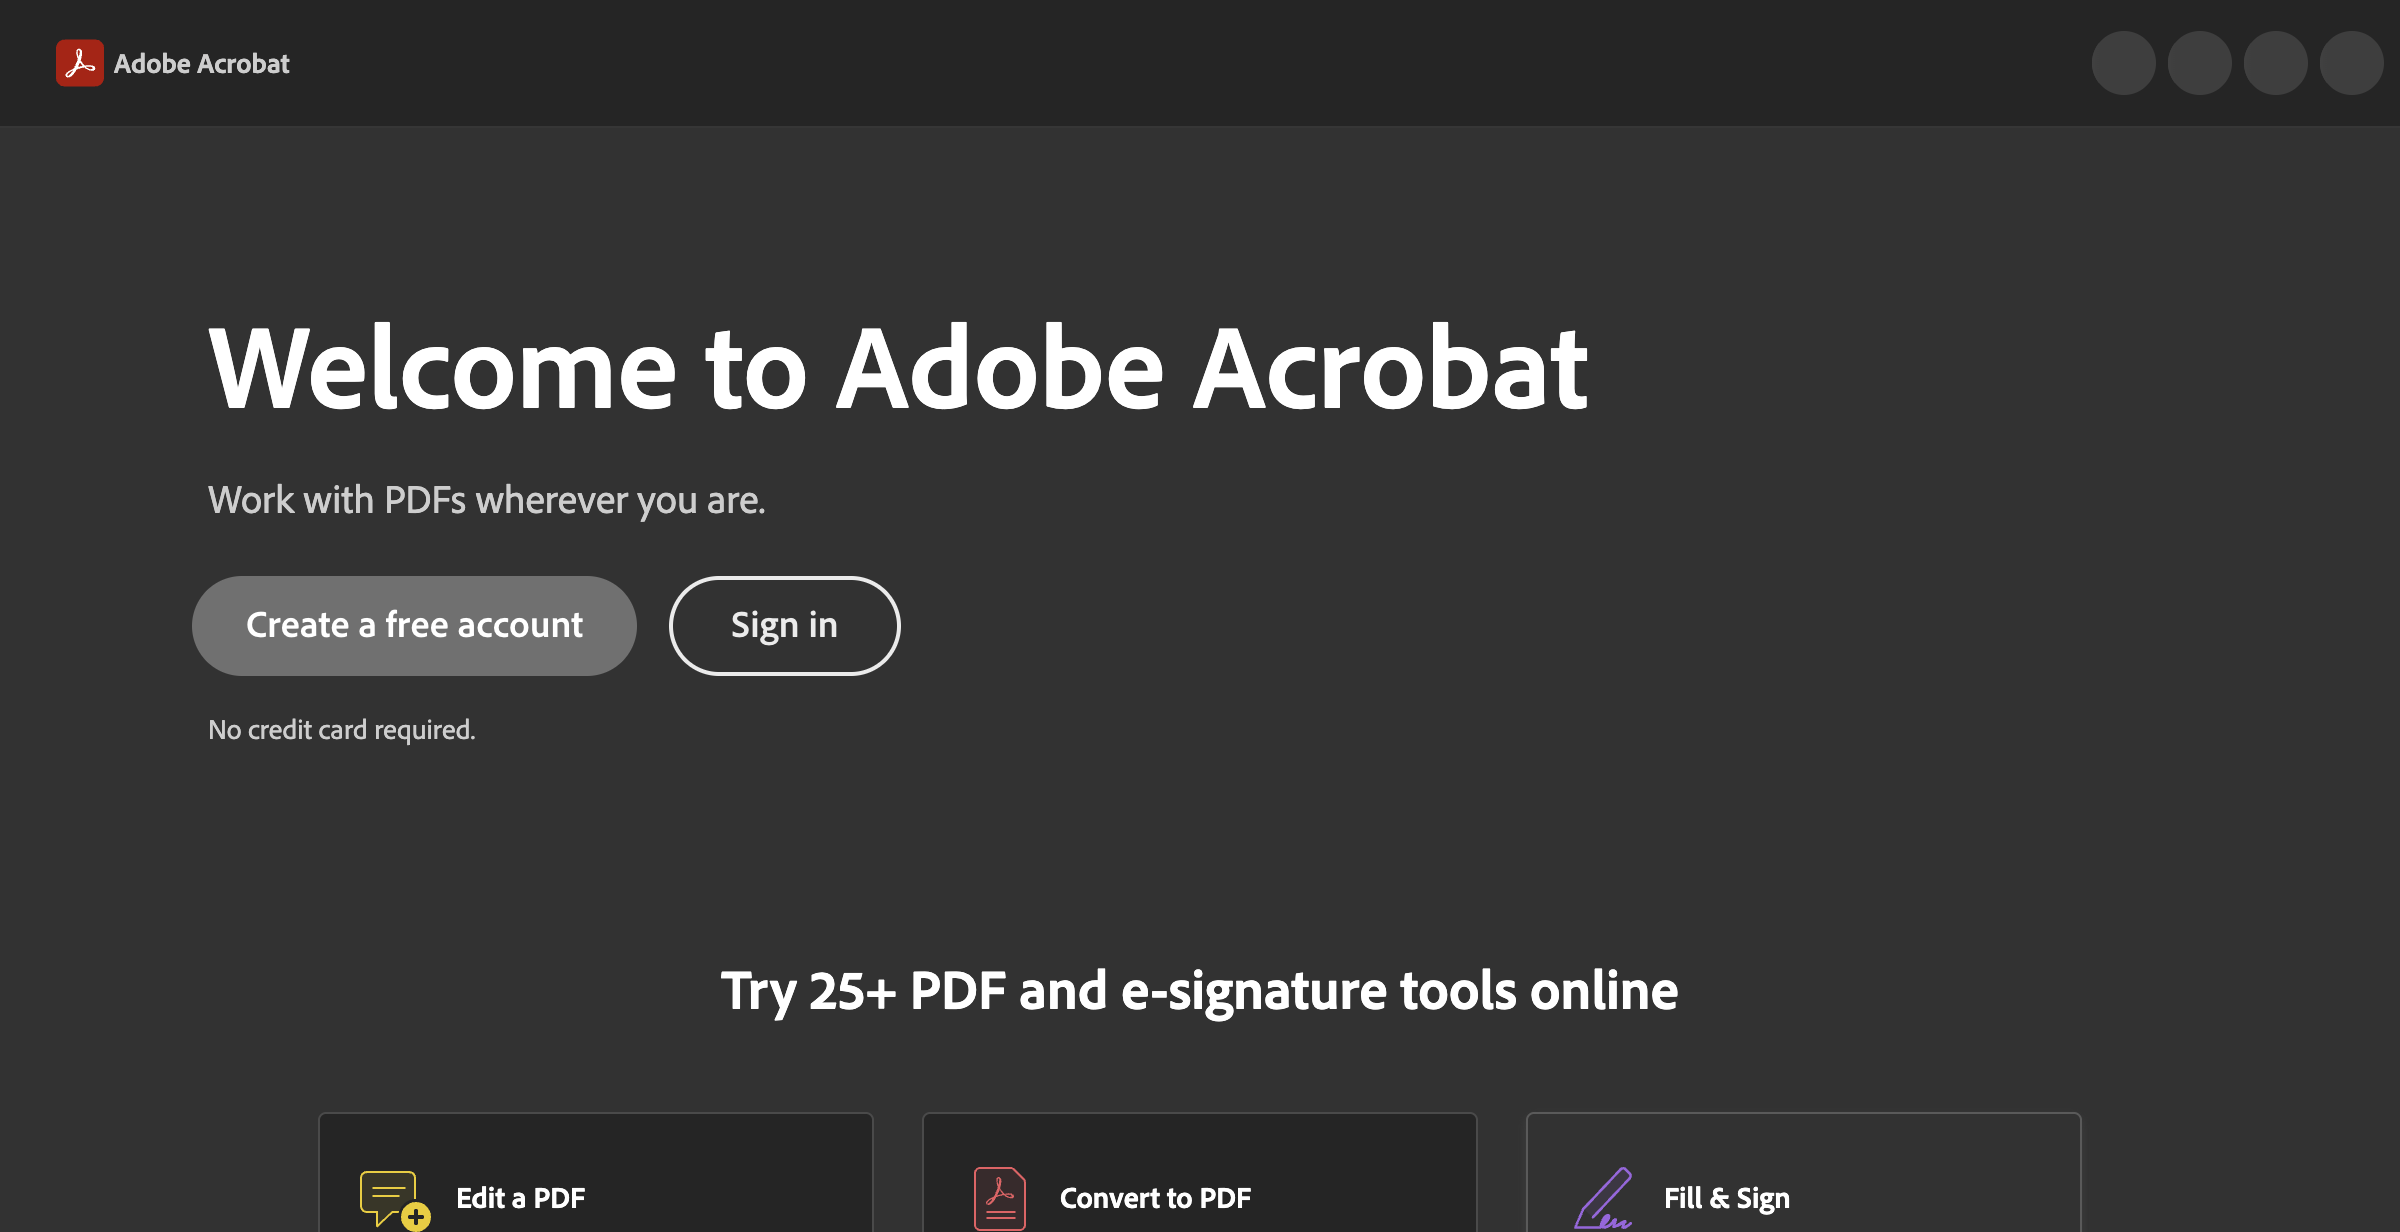 Adobe Acrobat
Welcome to Adobe Acrobat
Work with PDFs wherever you are.
Create a free account
Sign in
No credit card required.
Try 25+ PDF and e-signature tools online
Edit a PDF
Convert to PDF
Fill & Sign